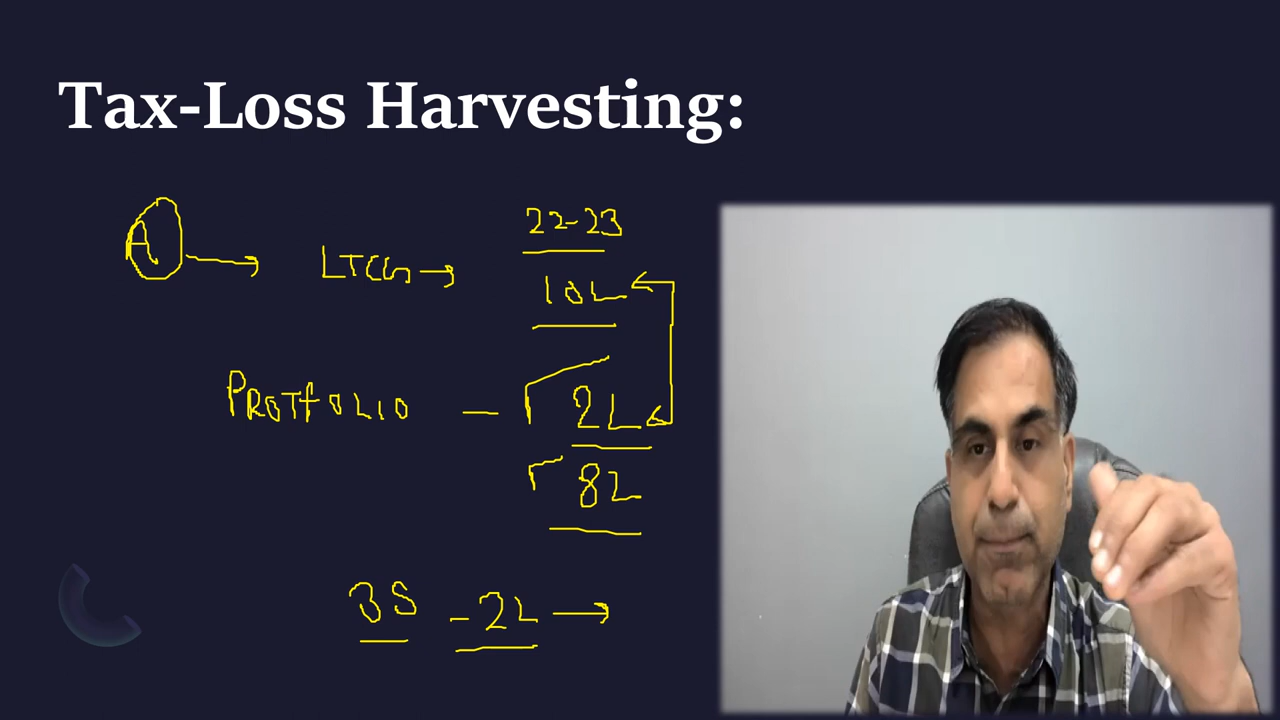 Tax-Loss Harvesting:
22-23
A → LTCG →
10L
PROTFOLIO - 2L
8L
3S -2L →